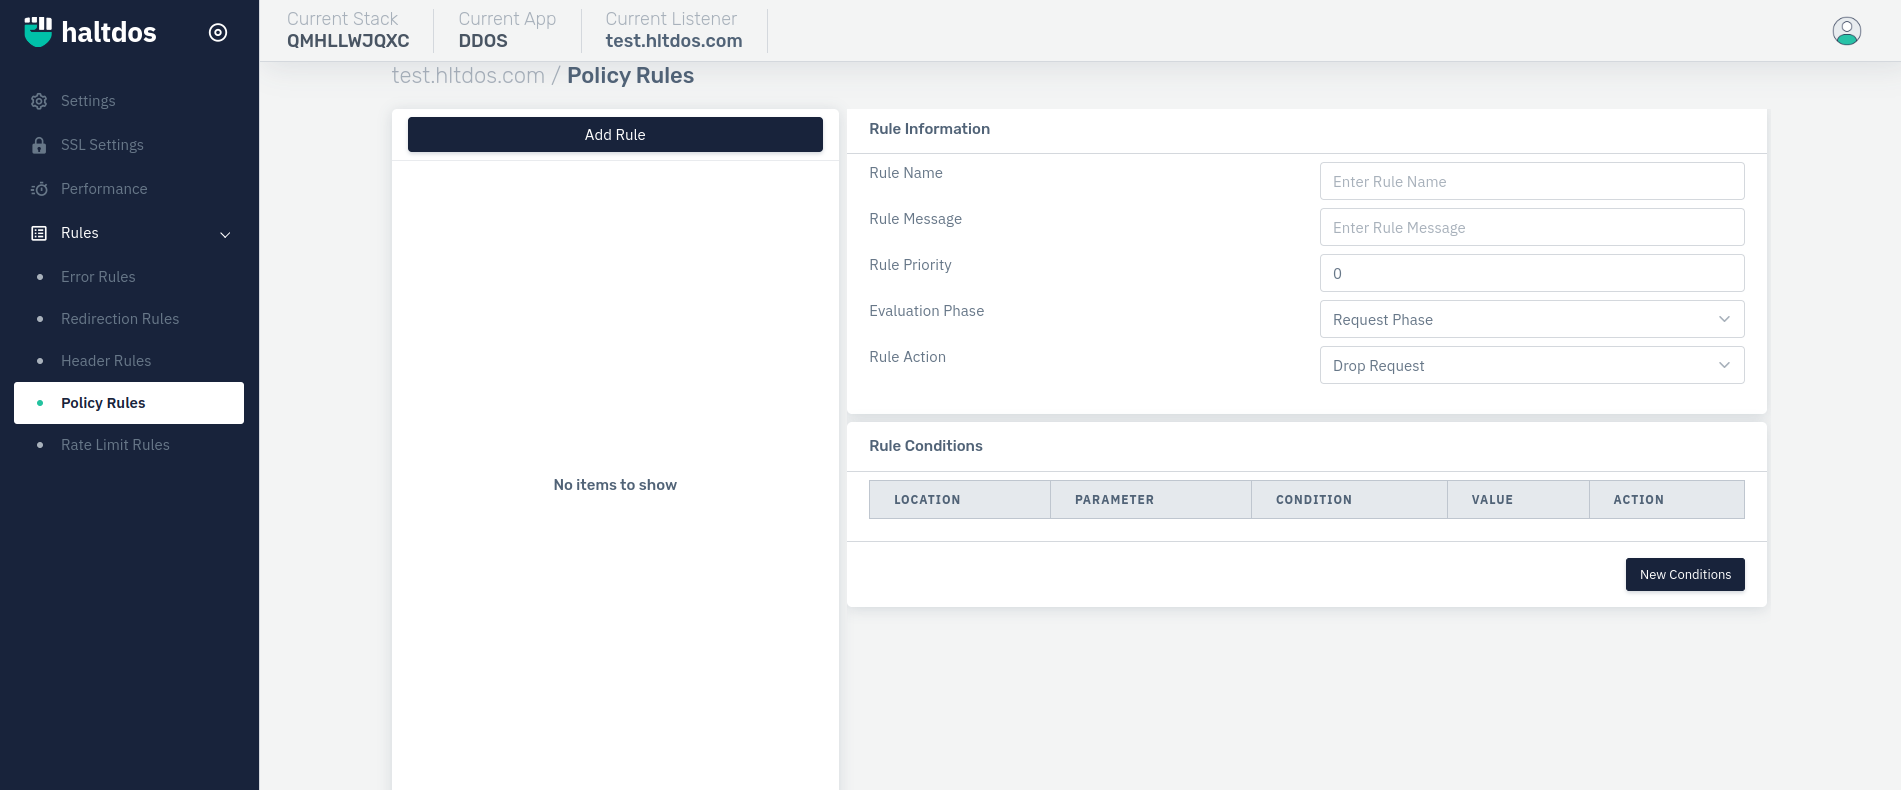 haltdos
Settings
SSL Settings
Performance
Rules
Error Rules
Redirection Rules
Header Rules
Policy Rules
Rate Limit Rules
Current Stack
QMHLLWJQXC
Current App
DDOS
Current Listener
test.hltdos.com
test.hltdos.com / Policy Rules
Add Rule
No items to show
Rule Information
Rule Name
Enter Rule Name
Rule Message
Enter Rule Message
Rule Priority
0
Evaluation Phase
Request Phase
Rule Action
Drop Request
Rule Conditions
LOCATION PARAMETER CONDITION VALUE ACTION
New Conditions